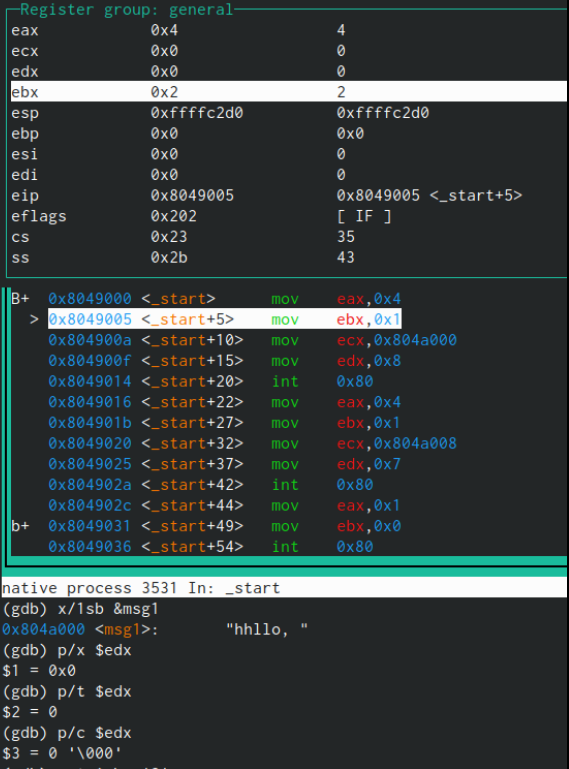 Register group: general
eax 0x4 4
ecx 0x0 0
edx 0x0 0
ebx 0x2 2
esp 0xffffc2d0 0xffffc2d0
ebp 0x0 0x0
esi 0x0 0
edi 0x0 0
eip 0x8049005 0x8049005 <_start+5>
eflags 0x202 [ IF ]
cs 0x23 35
ss 0x2b 43
B+ 0x8049000 <_start> mov eax,0x4
> 0x8049005 <_start+5> mov ebx,0x1
0x804900a <_start+10> mov ecx,0x804a000
0x804900f <_start+15> mov edx,0x8
0x8049014 <_start+20> int 0x80
0x8049016 <_start+22> mov eax,0x4
0x804901b <_start+27> mov ebx,0x1
0x8049020 <_start+32> mov ecx,0x804a008
0x8049025 <_start+37> mov edx,0x7
0x804902a <_start+42> int 0x80
0x804902c <_start+44> mov eax,0x1
b+ 0x8049031 <_start+49> mov ebx,0x0
0x8049036 <_start+54> int 0x80
native process 3531 In: _start
(gdb) x/1sb &msg1
0x804a000 <msg1>: "hhllo, "
(gdb) p/x $edx
$1 = 0x0
(gdb) p/t $edx
$2 = 0
(gdb) p/c $edx
$3 = 0 '\000'